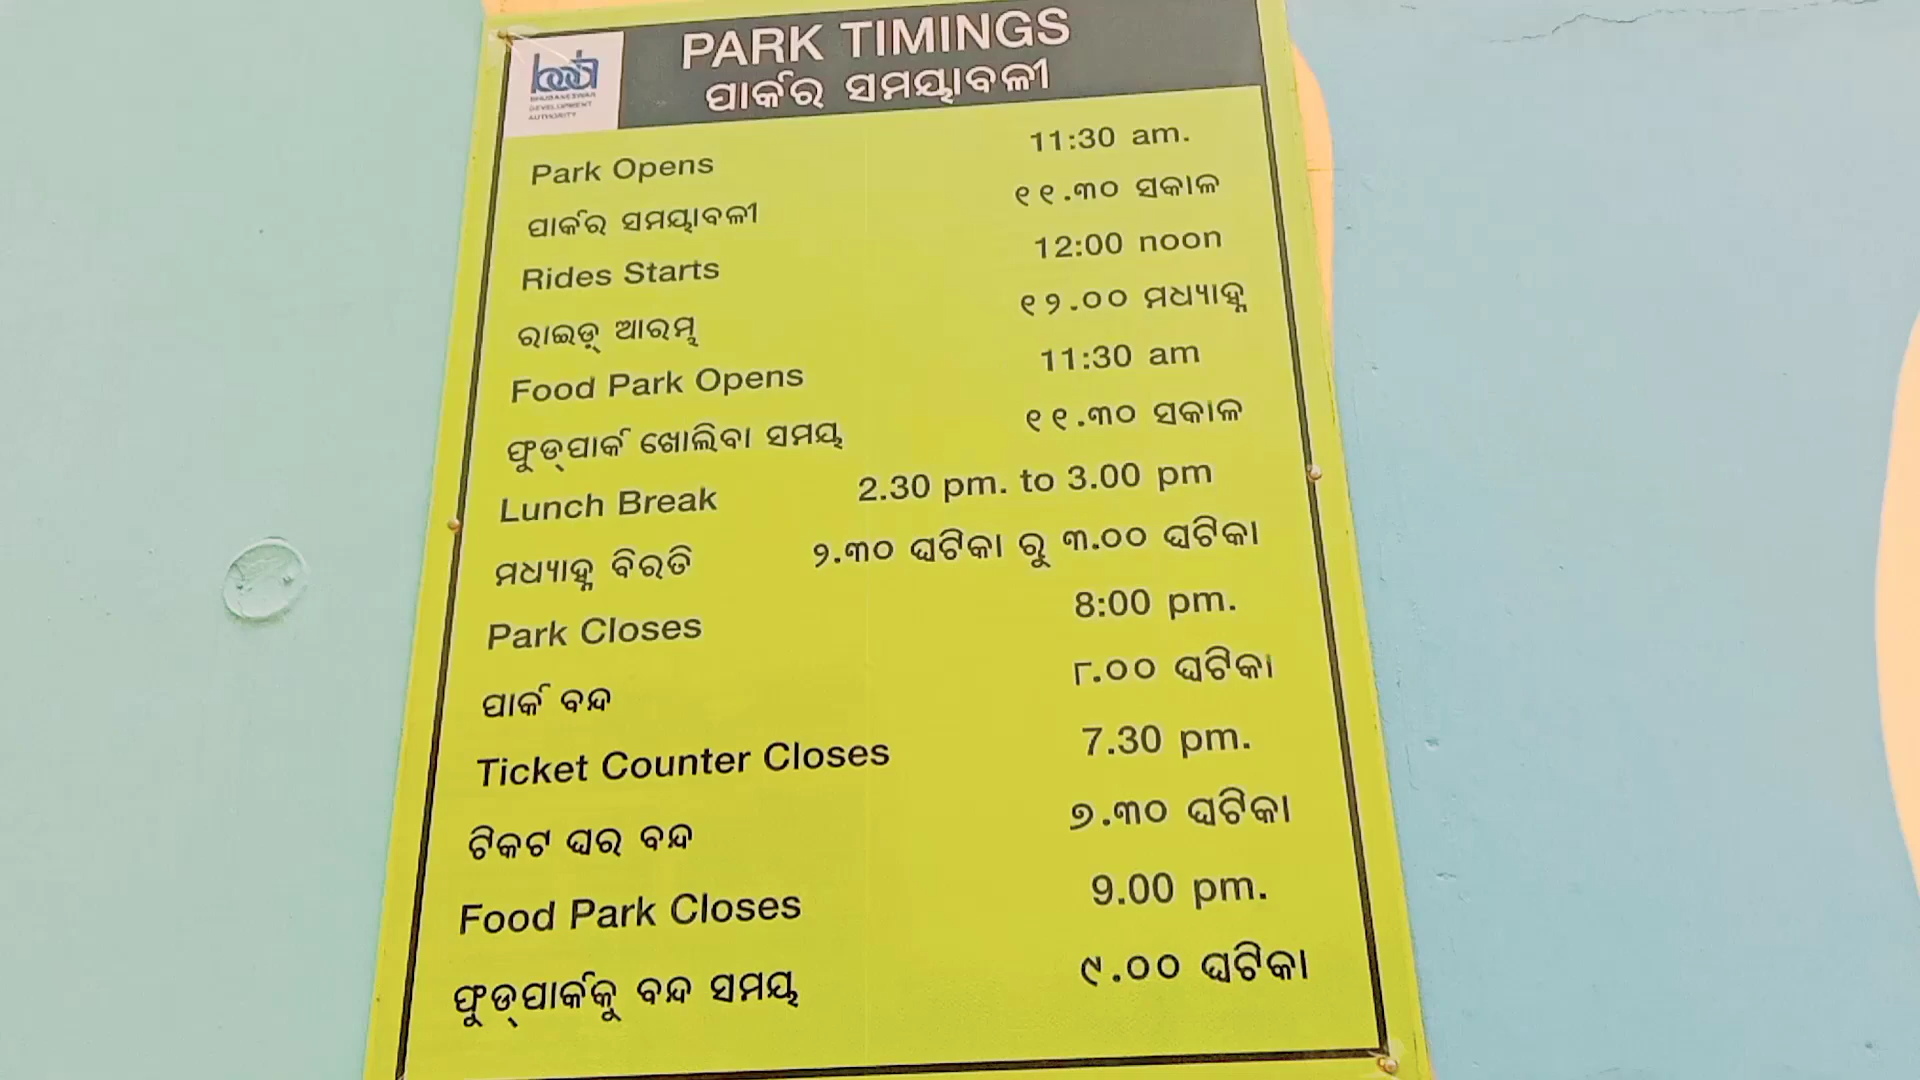 boda
BHUBANESWAR
DEVELOPMENT
AUTHORITY
PARK TIMINGS
ପାର୍କର ସମୟାବଳୀ
Park Opens 11:30 am.
ପାର୍କର ସମୟାବଳୀ ୧୧.୩୦ ସକାଳ
Rides Starts 12:00 noon
ରାଇଡ୍ ଆରମ୍ଭ ୧୨.୦୦ ମଧ୍ୟାହ୍ନ
Food Park Opens 11:30 am
ଫୁଡ୍‌ପାର୍କ ଖୋଲିବା ସମୟ ୧୧.୩୦ ସକାଳ
Lunch Break 2.30 pm. to 3.00 pm
ମଧ୍ୟାହ୍ନ ବିରତି ୨.୩୦ ଘଟିକା ରୁ ୩.୦୦ ଘଟିକା
Park Closes 8:00 pm.
ପାର୍କ ବନ୍ଦ ୮.୦୦ ଘଟିକା
Ticket Counter Closes 7.30 pm.
ଟିକଟ ଘର ବନ୍ଦ ୭.୩୦ ଘଟିକା
Food Park Closes 9.00 pm.
ଫୁଡ୍‌ପାର୍କକୁ ବନ୍ଦ ସମୟ ୯.୦୦ ଘଟିକା